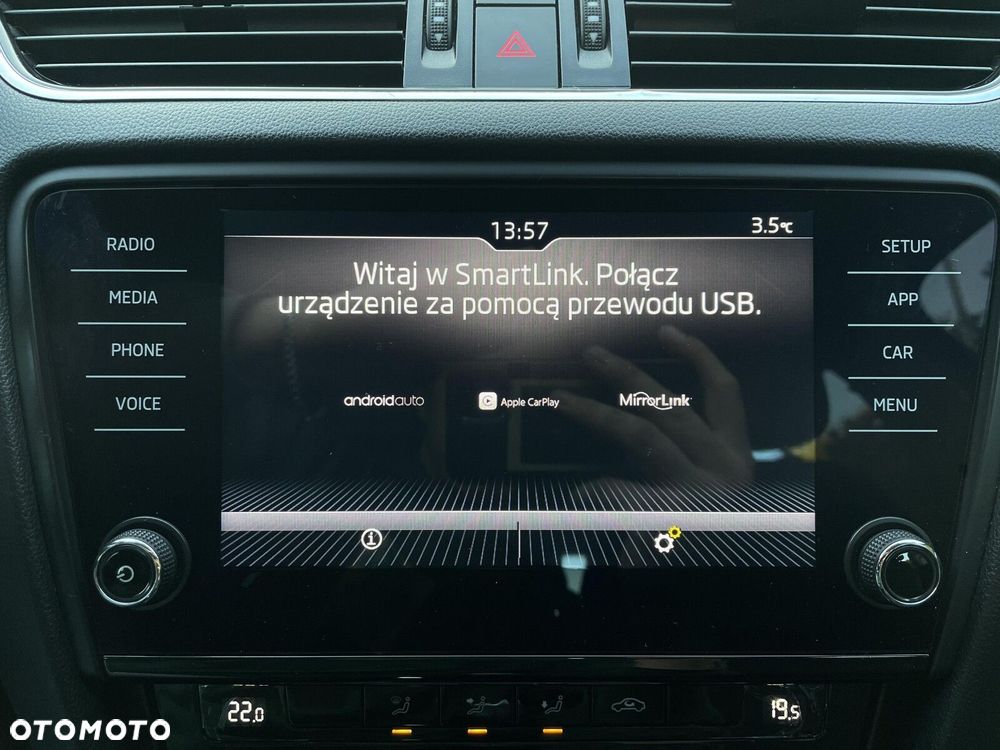 13:57
3.5°C
Witaj w SmartLink. Połącz
urządzenie za pomocą przewodu USB.
androidauto
Apple CarPlay
MirrorLink
RADIO
MEDIA
PHONE
VOICE
SETUP
APP
CAR
MENU
22.0
19.5
OTOMOTO